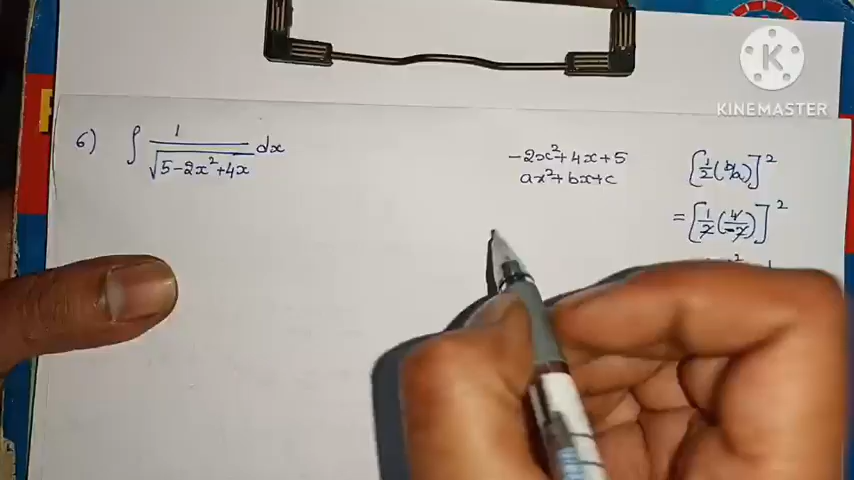 KINEMASTER
6) ∫ 1/√(5-2x²+4x) dx
-2x²+4x+5
ax²+bx+c
[1/2(b/a)]²
= [1/2(4/-2)]²